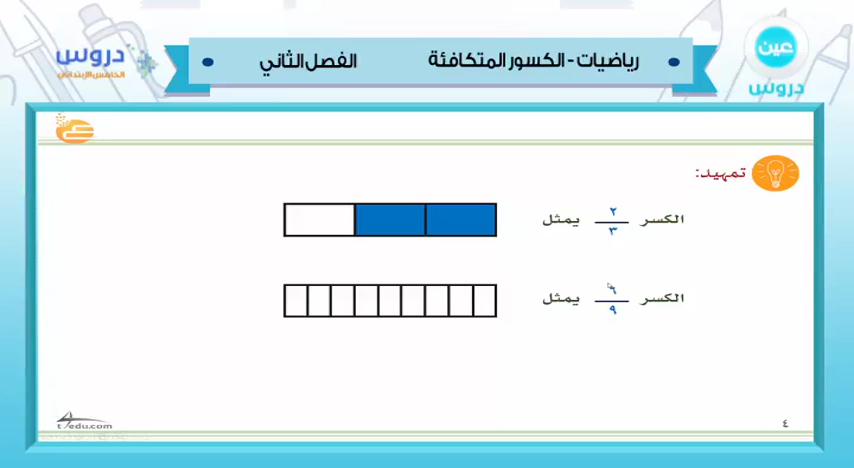 رياضيات - الكسور المتكافئة
الفصل الثاني
عين
دروس
دروس
الخامس الابتدائي
تمهيد:
الكسر ٢/٣ يمثل
الكسر ٦/٩ يمثل
t4edu.com
٤